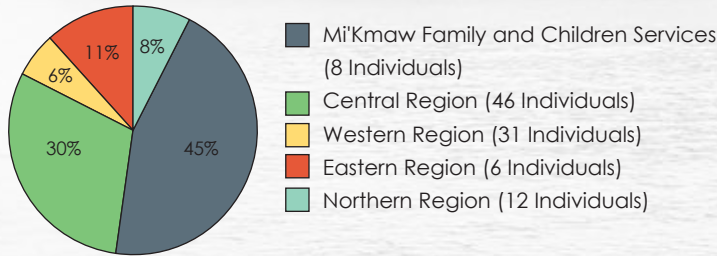 11%
8%
6%
30%
45%
Mi'Kmaw Family and Children Services
(8 Individuals)
Central Region (46 Individuals)
Western Region (31 Individuals)
Eastern Region (6 Individuals)
Northern Region (12 Individuals)